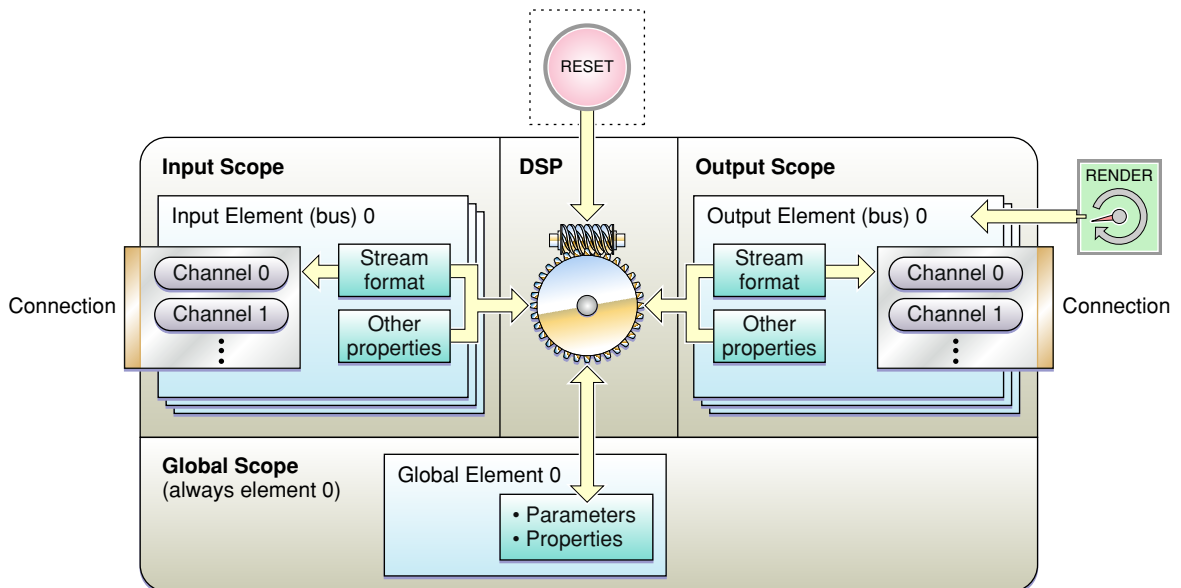 RESET
Input Scope
DSP
Output Scope
RENDER
Input Element (bus) 0
Output Element (bus) 0
Stream
format
Channel 0
Channel 1
Other
properties
Connection
Stream
format
Other
properties
Channel 0
Channel 1
Connection
Global Scope
(always element 0)
Global Element 0
• Parameters
• Properties